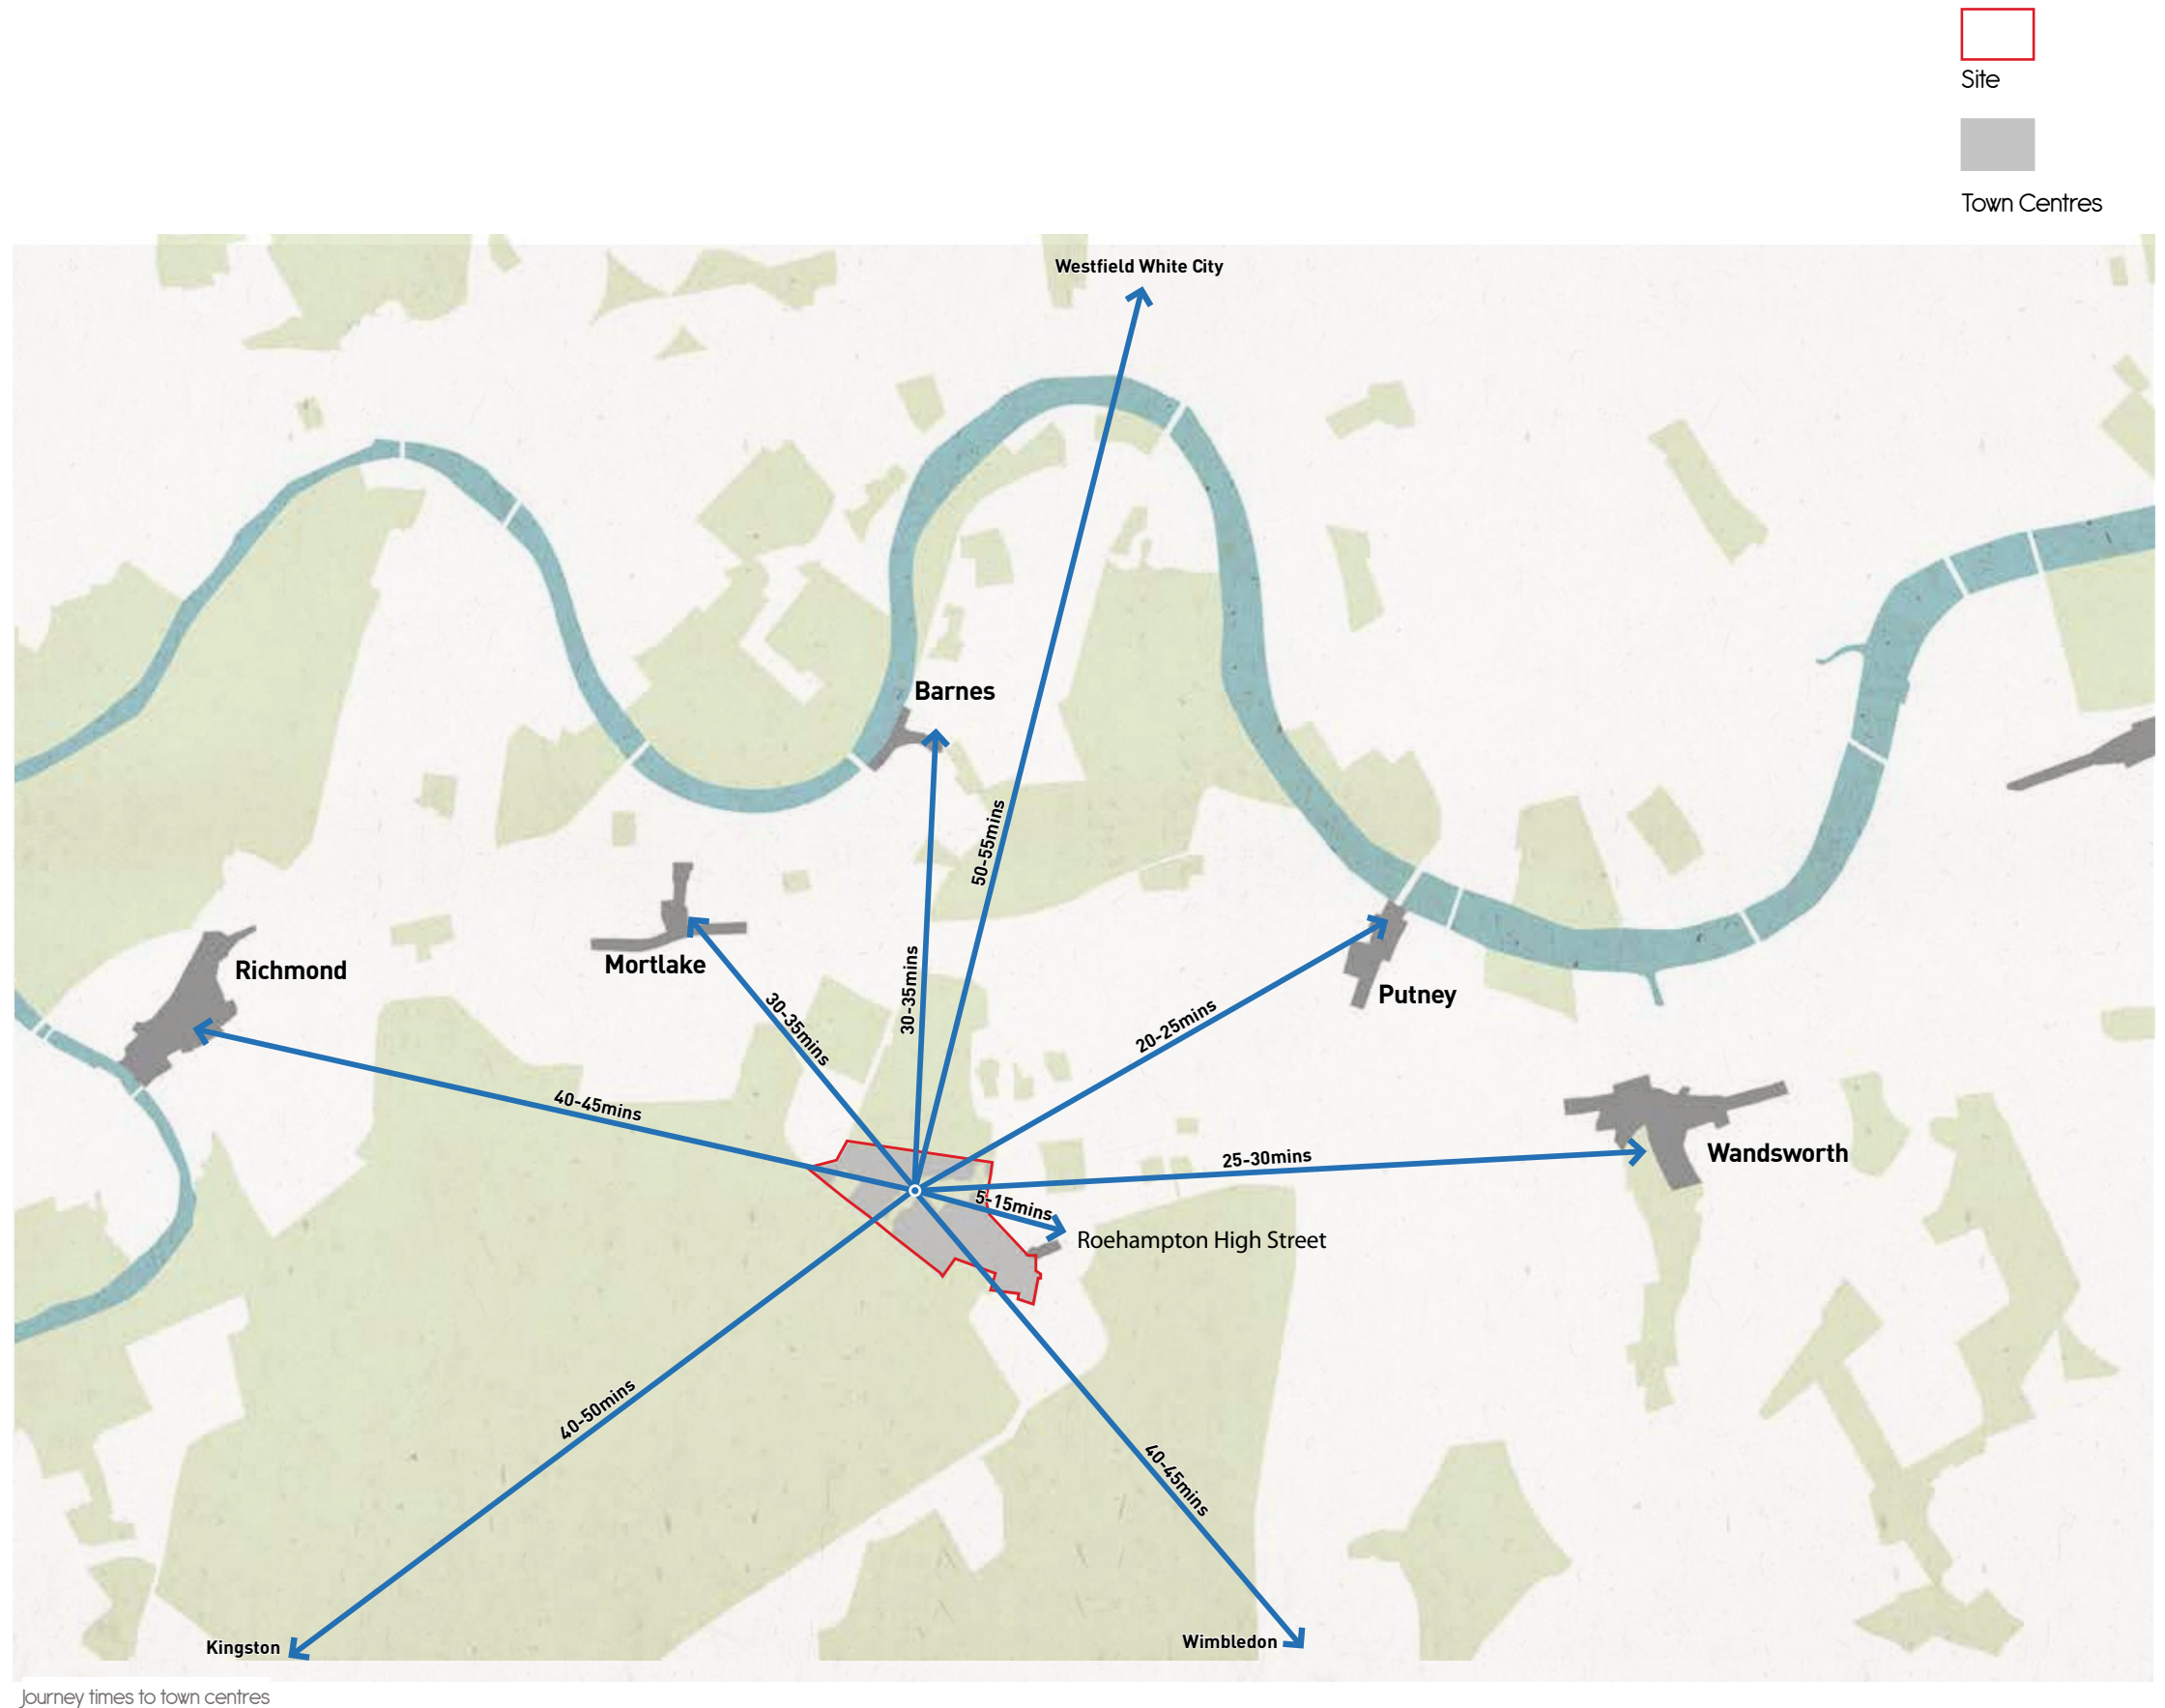 Site
Town Centres
Westfield White City
Barnes
50-55mins
30-35mins
Mortlake
30-35mins
Richmond
40-45mins
Putney
20-25mins
Wandsworth
25-30mins
5-15mins
Roehampton High Street
40-50mins
40-45mins
Kingston
Wimbledon
Journey times to town centres